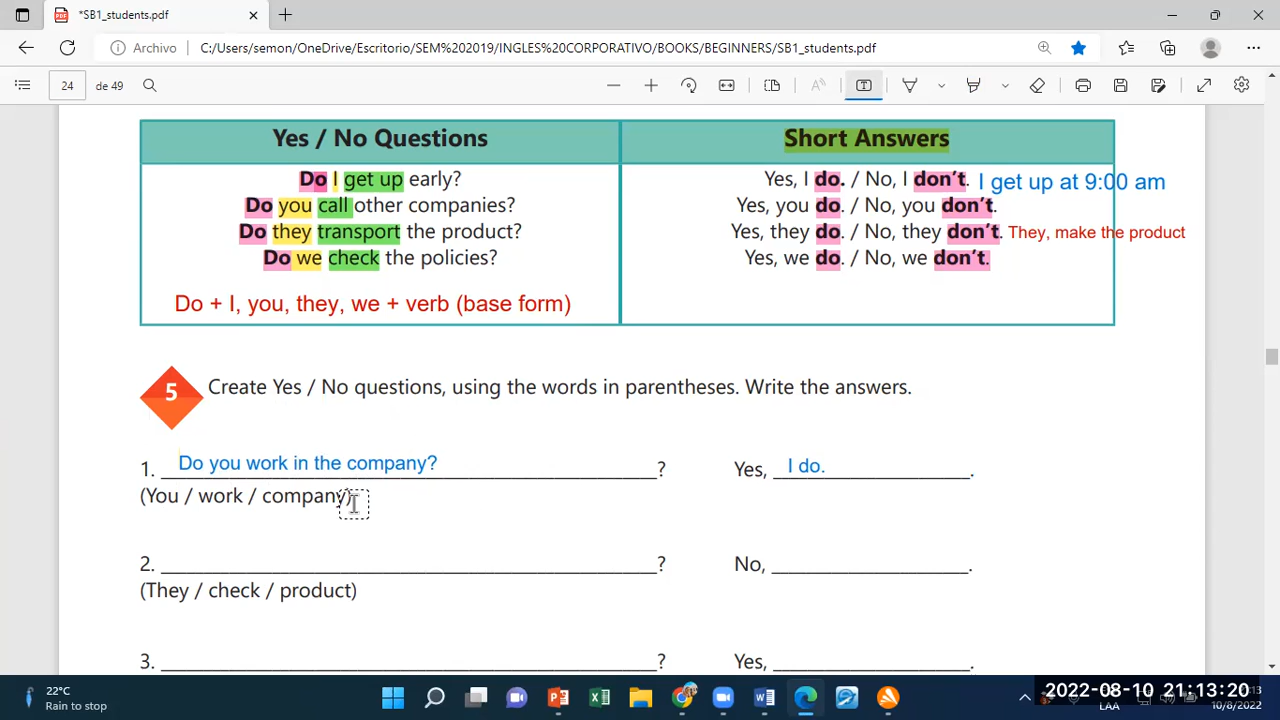 *SB1_students.pdf
Archivo
C:/Users/semon/OneDrive/Escritorio/SEM%202019/INGLES%20CORPORATIVO/BOOKS/BEGINNERS/SB1_students.pdf
24 de 49
Yes / No Questions
Short Answers
Do I get up early?
Yes, I do. / No, I don't. I get up at 9:00 am
Do you call other companies?
Yes, you do. / No, you don't.
Do they transport the product?
Yes, they do. / No, they don't. They, make the product
Do we check the policies?
Yes, we do. / No, we don't.
Do + I, you, they, we + verb (base form)
5 Create Yes / No questions, using the words in parentheses. Write the answers.
1. Do you work in the company? ? Yes, I do. .
(You / work / company)
2. ? No, .
(They / check / product)
3. ? Yes, .
22°C
Rain to stop
LAA
2022-08-10 21:13:20
10/8/2022